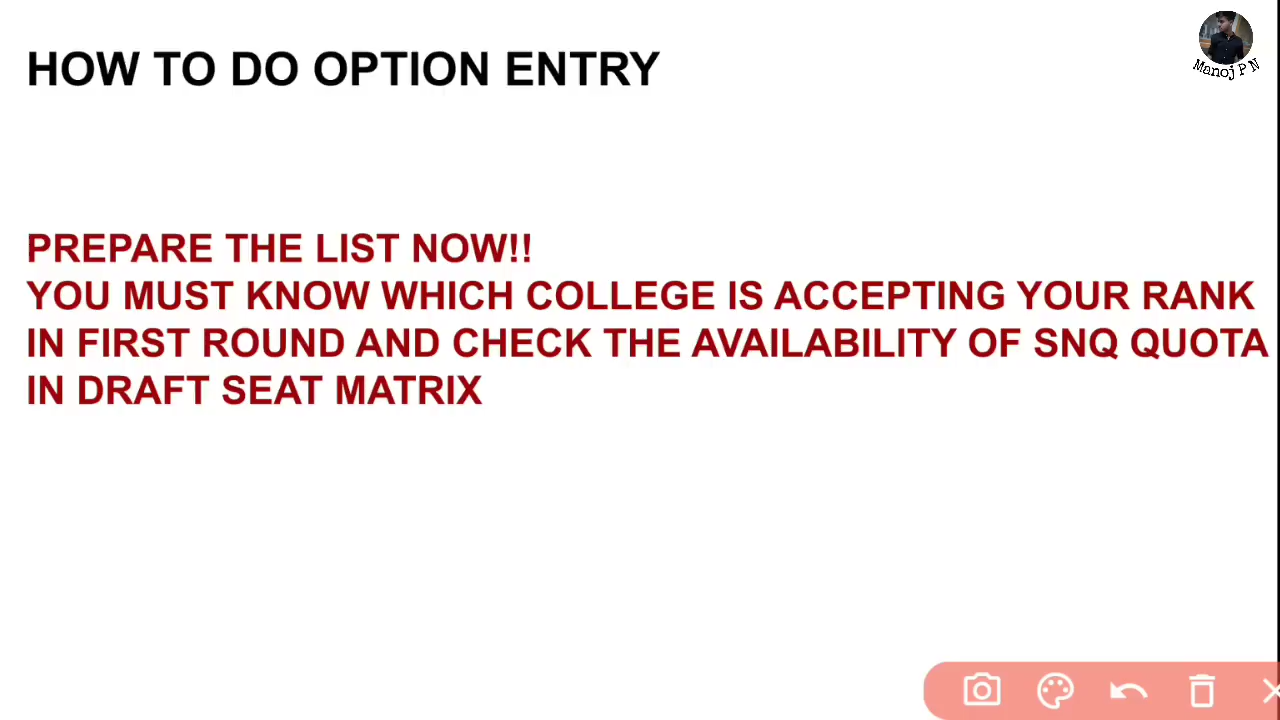 HOW TO DO OPTION ENTRY
Manoj P N
PREPARE THE LIST NOW!!
YOU MUST KNOW WHICH COLLEGE IS ACCEPTING YOUR RANK
IN FIRST ROUND AND CHECK THE AVAILABILITY OF SNQ QUOTA
IN DRAFT SEAT MATRIX